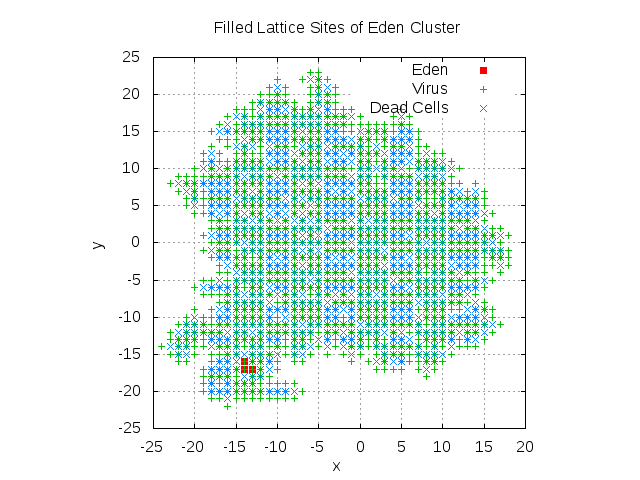 Filled Lattice Sites of Eden Cluster
25
20
15
10
5
0
-5
-10
-15
-20
-25
y
Eden
Virus
Dead Cells
-25 -20 -15 -10 -5 0 5 10 15 20
x